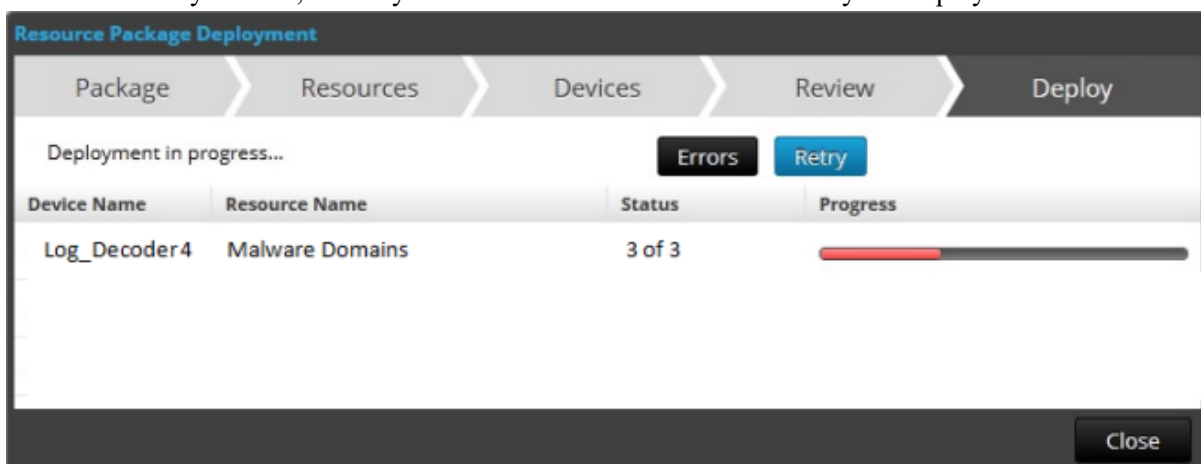 Resource Package Deployment
Package Resources Devices Review Deploy
Deployment in progress... Errors Retry
Device Name Resource Name Status Progress
Log_Decoder4 Malware Domains 3 of 3
Close